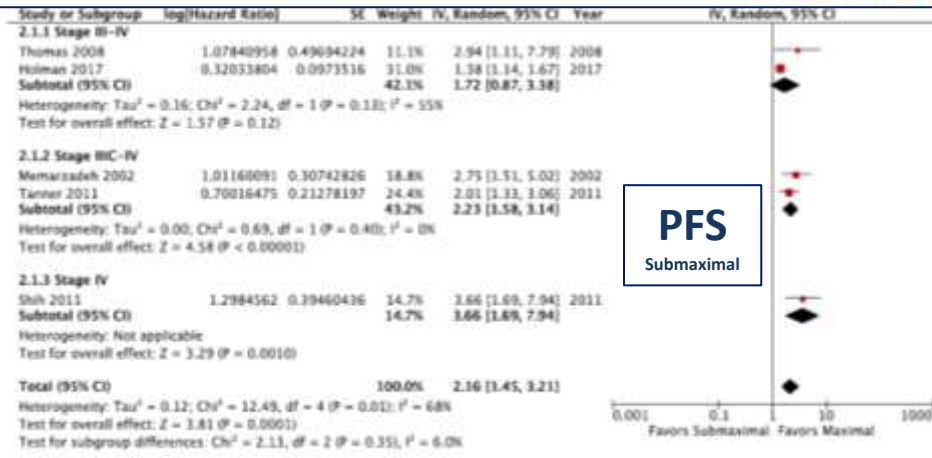 Study or Subgroup log[Hazard Ratio] SE Weight IV, Random, 95% CI Year IV, Random, 95% CI
2.1.1 Stage III-IV
Thomas 2008 1.07840958 0.49694224 11.1% 2.94 [1.11, 7.79] 2008
Holman 2017 0.32033804 0.0973516 31.0% 1.38 [1.14, 1.67] 2017
Subtotal (95% CI) 42.1% 1.72 [0.87, 3.38]
Heterogeneity: Tau² = 0.16; Chi² = 2.24, df = 1 (P = 0.13); I² = 55%
Test for overall effect: Z = 1.57 (P = 0.12)
2.1.2 Stage IIIC-IV
Memarzadeh 2002 1.01160091 0.30742826 18.8% 2.75 [1.51, 5.02] 2002
Tanner 2011 0.70016475 0.21278197 24.4% 2.01 [1.33, 3.06] 2011
Subtotal (95% CI) 43.2% 2.23 [1.58, 3.14]
Heterogeneity: Tau² = 0.00; Chi² = 0.69, df = 1 (P = 0.40); I² = 0%
Test for overall effect: Z = 4.58 (P < 0.00001)
PFS
Submaximal
2.1.3 Stage IV
Shih 2011 1.2984562 0.39460436 14.7% 3.66 [1.69, 7.94] 2011
Subtotal (95% CI) 14.7% 3.66 [1.69, 7.94]
Heterogeneity: Not applicable
Test for overall effect: Z = 3.29 (P = 0.0010)
Total (95% CI) 100.0% 2.16 [1.45, 3.21]
Heterogeneity: Tau² = 0.12; Chi² = 12.49, df = 4 (P = 0.01); I² = 68%
Test for overall effect: Z = 3.81 (P = 0.0001)
Test for subgroup differences: Chi² = 2.13, df = 2 (P = 0.35), I² = 6.0%
0.001 0.1 1 10 1000
Favors Submaximal Favors Maximal